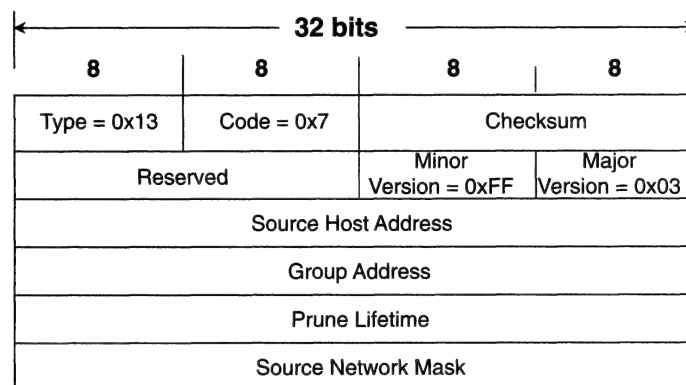 32 bits
8 8 8 8
Type = 0x13 Code = 0x7 Checksum
Reserved Minor Version = 0xFF Major Version = 0x03
Source Host Address
Group Address
Prune Lifetime
Source Network Mask